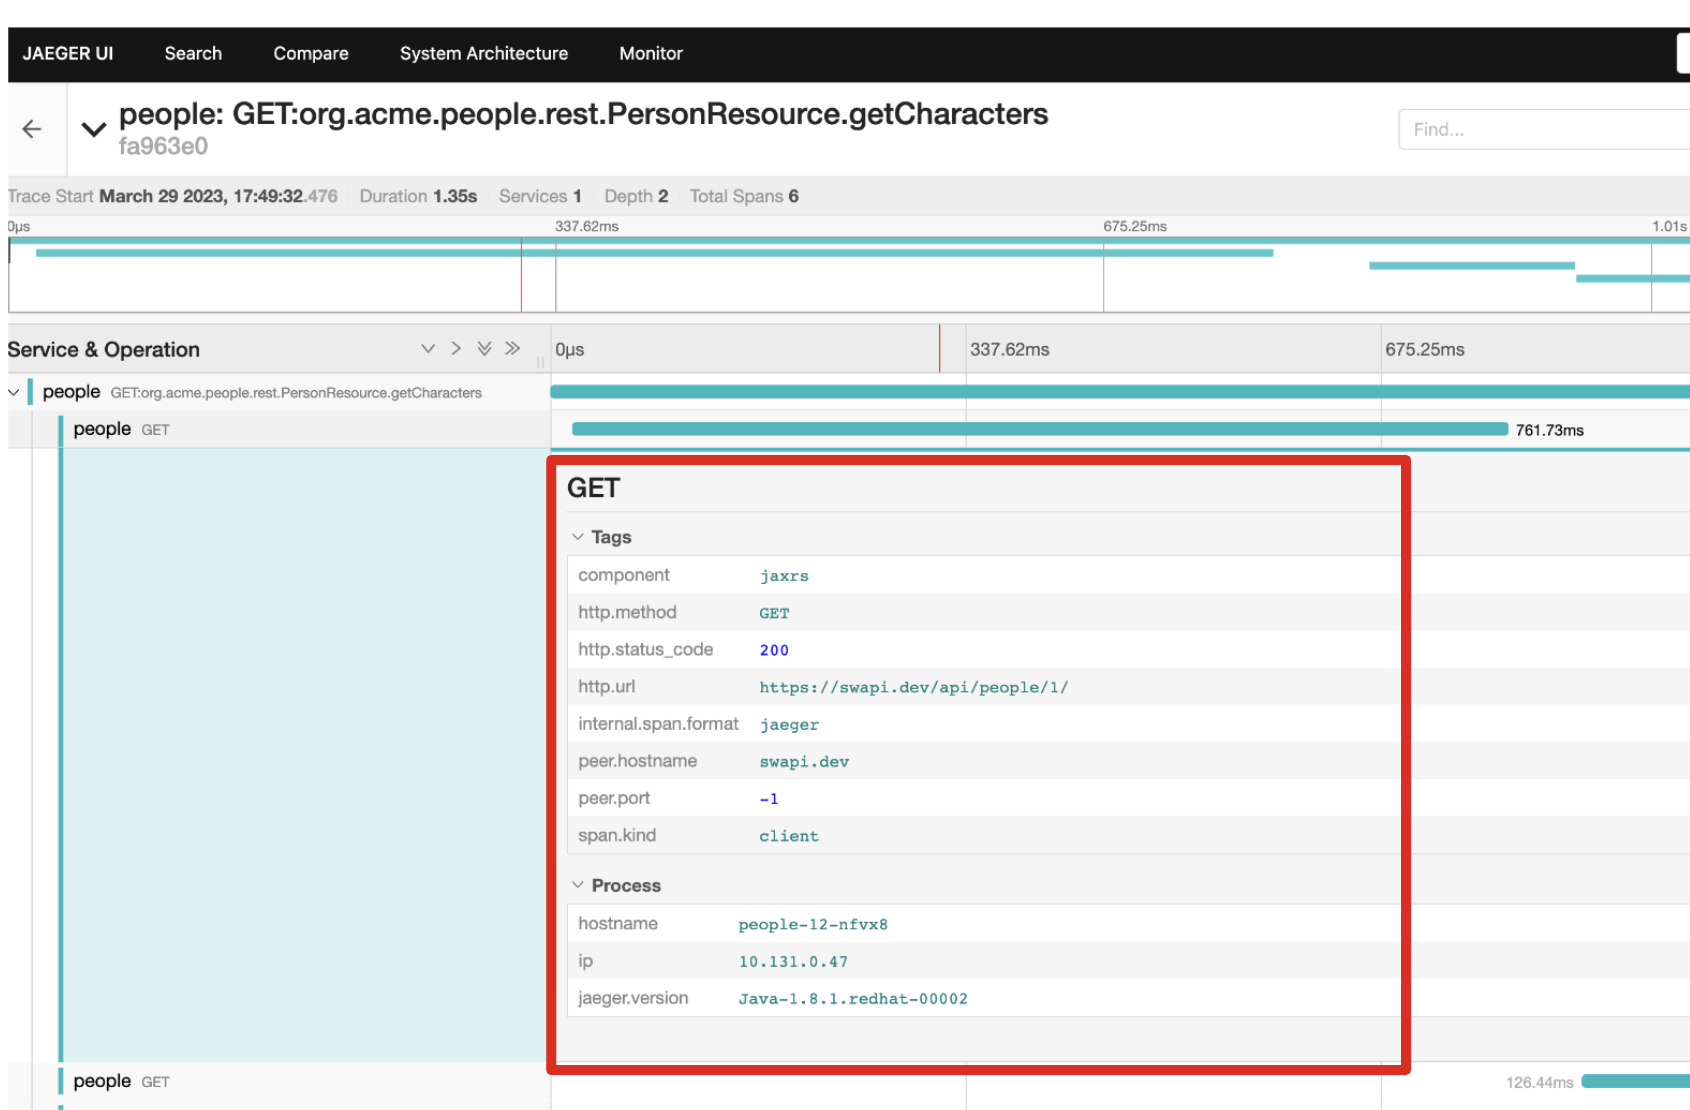 JAEGER UI Search Compare System Architecture Monitor
people: GET:org.acme.people.rest.PersonResource.getCharacters
fa963e0
Find...
Trace Start March 29 2023, 17:49:32.476 Duration 1.35s Services 1 Depth 2 Total Spans 6
0μs 337.62ms 675.25ms 1.01s
Service & Operation 0μs 337.62ms 675.25ms
people GET:org.acme.people.rest.PersonResource.getCharacters
people GET 761.73ms
GET
Tags
component jaxrs
http.method GET
http.status_code 200
http.url https://swapi.dev/api/people/1/
internal.span.format jaeger
peer.hostname swapi.dev
peer.port -1
span.kind client
Process
hostname people-12-nfvx8
ip 10.131.0.47
jaeger.version Java-1.8.1.redhat-00002
people GET 126.44ms